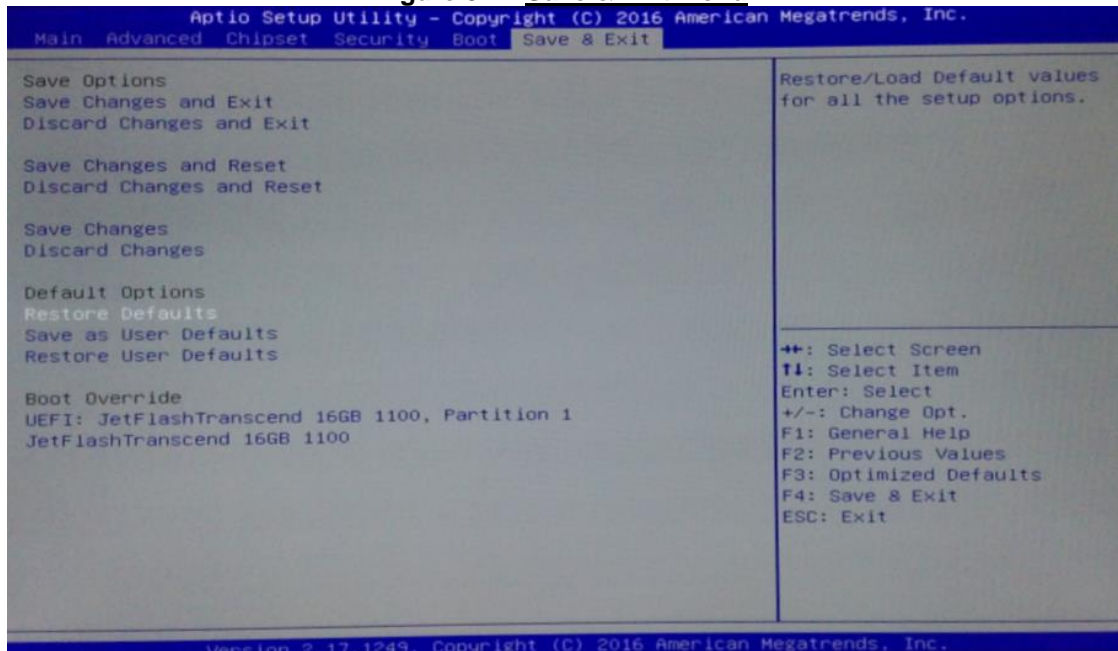 Aptio Setup Utility - Copyright (C) 2016 American Megatrends, Inc.
Main Advanced Chipset Security Boot Save & Exit
Save Options
Save Changes and Exit
Discard Changes and Exit
Save Changes and Reset
Discard Changes and Reset
Save Changes
Discard Changes
Default Options
Restore Defaults
Save as User Defaults
Restore User Defaults
Boot Override
UEFI: JetFlashTranscend 16GB 1100, Partition 1
JetFlashTranscend 16GB 1100
Restore/Load Default values
for all the setup options.
→←: Select Screen
↑↓: Select Item
Enter: Select
+/-: Change Opt.
F1: General Help
F2: Previous Values
F3: Optimized Defaults
F4: Save & Exit
ESC: Exit
Version 2.17.1249. Copyright (C) 2016 American Megatrends, Inc.